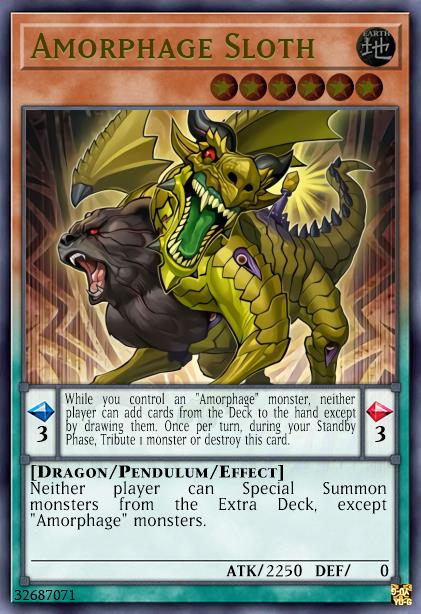 Amorphage Sloth
EARTH
地
While you control an "Amorphage" monster, neither
player can add cards from the Deck to the hand except
by drawing them. Once per turn, during your Standby
Phase, Tribute 1 monster or destroy this card.
3
3
[Dragon/Pendulum/Effect]
Neither player can Special Summon
monsters from the Extra Deck, except
"Amorphage" monsters.
ATK/2250 DEF/ 0
32687071